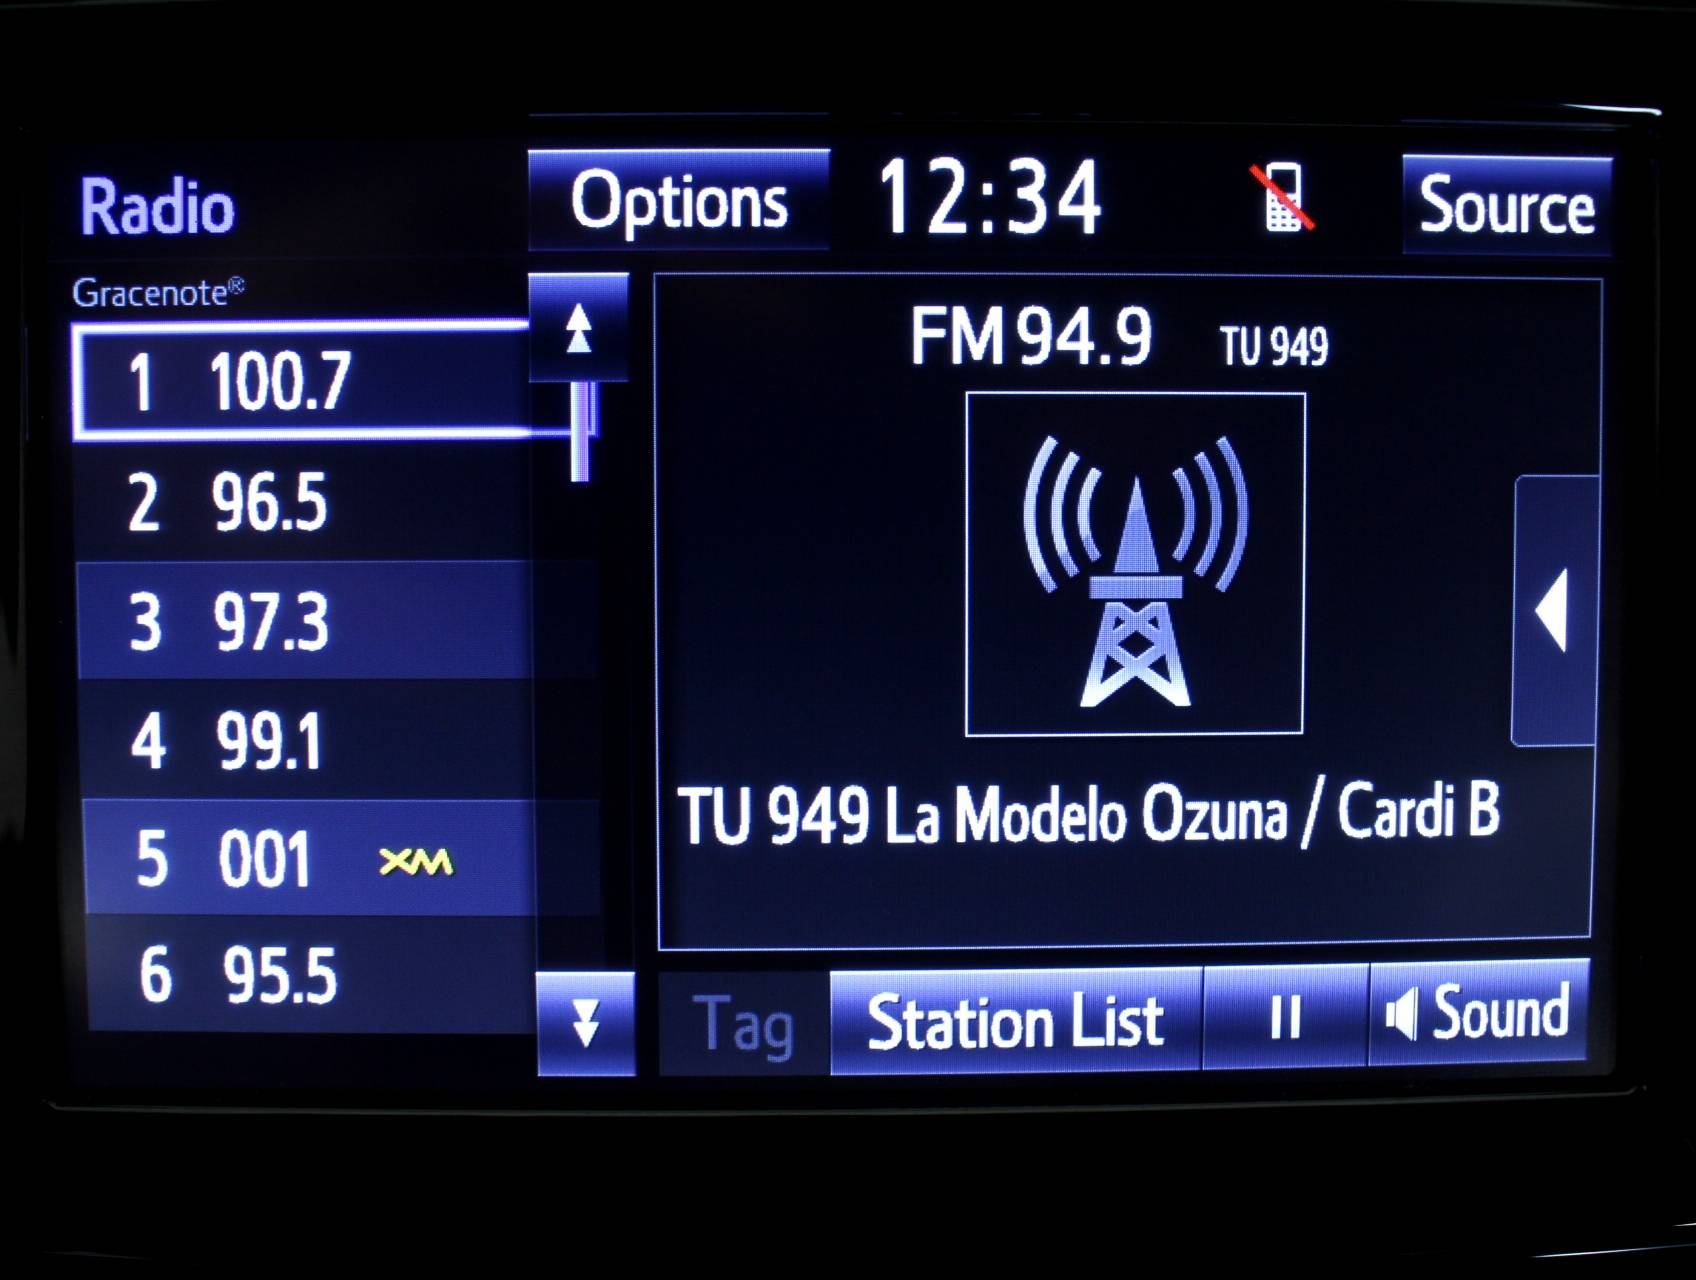 Radio
Options
12:34
Source
Gracenote®
1 100.7
2 96.5
3 97.3
4 99.1
5 001 XM
6 95.5
FM 94.9 TU 949
TU 949 La Modelo Ozuna / Cardi B
Tag
Station List
Sound